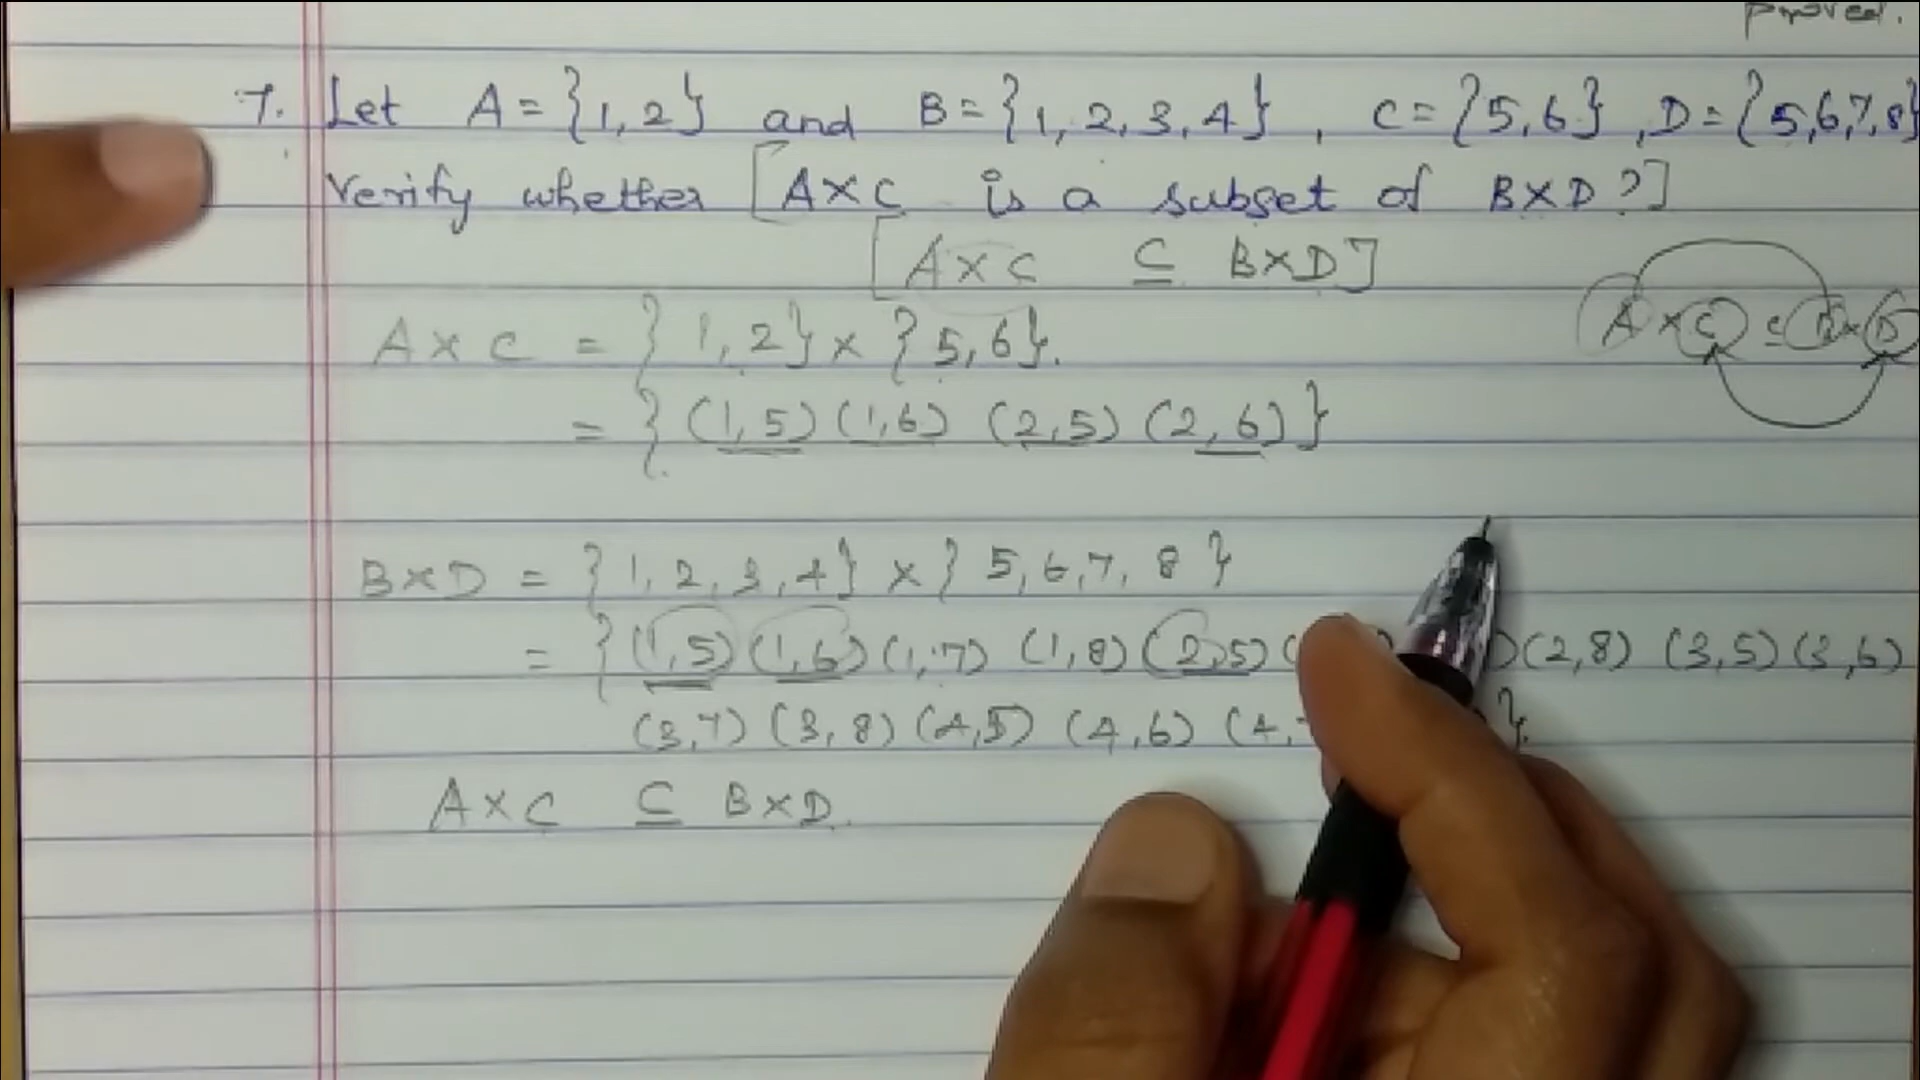 proved.
7. Let A = {1, 2} and B = {1, 2, 3, 4}, C = {5, 6}, D = {5, 6, 7, 8}
Verify whether [A×C is a subset of B×D?]
[A×C ⊆ B×D]
A×C ⊆ B×D
A×C = {1, 2} × {5, 6}.
= {(1,5) (1,6) (2,5) (2,6)}
B×D = {1, 2, 3, 4} × {5, 6, 7, 8}
= {(1,5) (1,6) (1,7) (1,8) (2,5) ( ) (2,8) (3,5) (3,6)
(3,7) (3,8) (4,5) (4,6) (4, }.
A×C ⊆ B×D.